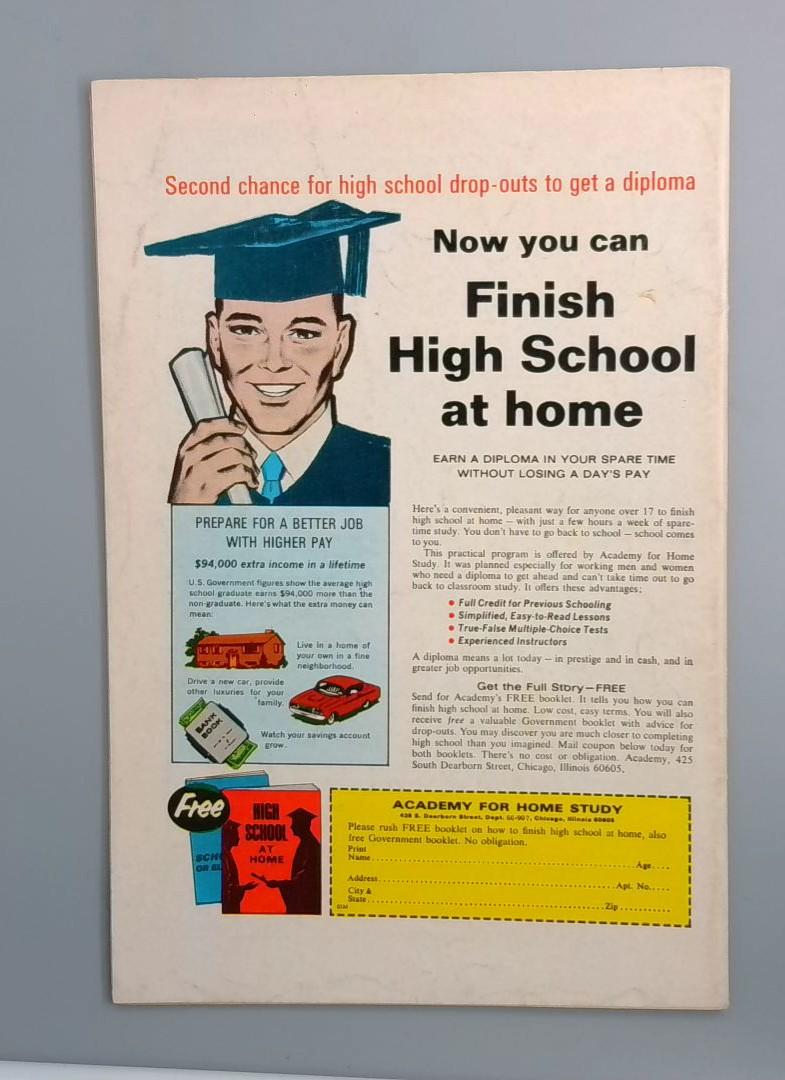 Second chance for high school drop-outs to get a diploma
Now you can
Finish
High School
at home
EARN A DIPLOMA IN YOUR SPARE TIME
WITHOUT LOSING A DAY'S PAY
PREPARE FOR A BETTER JOB
WITH HIGHER PAY
$94,000 extra income in a lifetime
U.S. Government figures show the average high
school graduate earns $94,000 more than the
non-graduate. Here's what the extra money can
mean:
Live in a home of
your own in a fine
neighborhood.
Drive a new car, provide
other luxuries for your
family.
BANK
BOOK
Watch your savings account
grow.
Here's a convenient, pleasant way for anyone over 17 to finish
high school at home — with just a few hours a week of spare-
time study. You don't have to go back to school — school comes
to you.
This practical program is offered by Academy for Home
Study. It was planned especially for working men and women
who need a diploma to get ahead and can't take time out to go
back to classroom study. It offers these advantages:
• Full Credit for Previous Schooling
• Simplified, Easy-to-Read Lessons
• True-False Multiple-Choice Tests
• Experienced Instructors
A diploma means a lot today — in prestige and in cash, and in
greater job opportunities.
Get the Full Story—FREE
Send for Academy's FREE booklet. It tells you how you can
finish high school at home. Low cost, easy terms. You will also
receive free a valuable Government booklet with advice for
drop-outs. You may discover you are much closer to completing
high school than you imagined. Mail coupon below today for
both booklets. There's no cost or obligation. Academy, 425
South Dearborn Street, Chicago, Illinois 60605.
Free
SCH
OR
HIGH
SCHOOL
AT
HOME
ACADEMY FOR HOME STUDY
S. Dearborn Street, Dept. Chicago, Illinois 60605
Please rush FREE booklet on how to finish high school at home, also
free Government booklet. No obligation.
Print
Name Age
Address Apt. No.
City &
State Zip